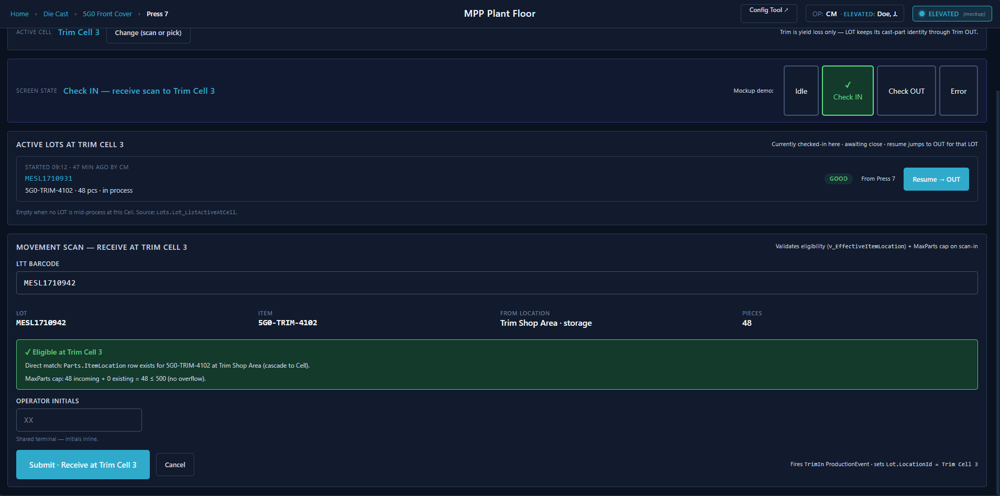 Home › Die Cast › 5G0 Front Cover › Press 7
MPP Plant Floor
Config Tool ↗
OP: CM · ELEVATED: Doe, J.
ELEVATED (mockup)
ACTIVE CELL Trim Cell 3 Change (scan or pick)
Trim is yield loss only — LOT keeps its cast-part identity through Trim OUT.
SCREEN STATE Check IN — receive scan to Trim Cell 3
Mockup demo:
Idle
✓
Check IN
Check OUT
Error
ACTIVE LOTS AT TRIM CELL 3
Currently checked-in here · awaiting close · resume jumps to OUT for that LOT
STARTED 09:12 · 47 MIN AGO BY CM
MESL1710931
5G0-TRIM-4102 · 48 pcs · in process
GOOD
From Press 7
Resume → OUT
Empty when no LOT is mid-process at this Cell. Source: Lots.Lot_ListActiveAtCell.
MOVEMENT SCAN — RECEIVE AT TRIM CELL 3
Validates eligibility (v_EffectiveItemLocation) + MaxParts cap on scan-in
LTT BARCODE
MESL1710942
LOT
MESL1710942
ITEM
5G0-TRIM-4102
FROM LOCATION
Trim Shop Area · storage
PIECES
48
✓ Eligible at Trim Cell 3
Direct match: Parts.ItemLocation row exists for 5G0-TRIM-4102 at Trim Shop Area (cascade to Cell).
MaxParts cap: 48 incoming + 0 existing = 48 ≤ 500 (no overflow).
OPERATOR INITIALS
XX
Shared terminal — initials inline.
Submit · Receive at Trim Cell 3
Cancel
Fires TrimIn ProductionEvent · sets Lot.LocationId = Trim Cell 3